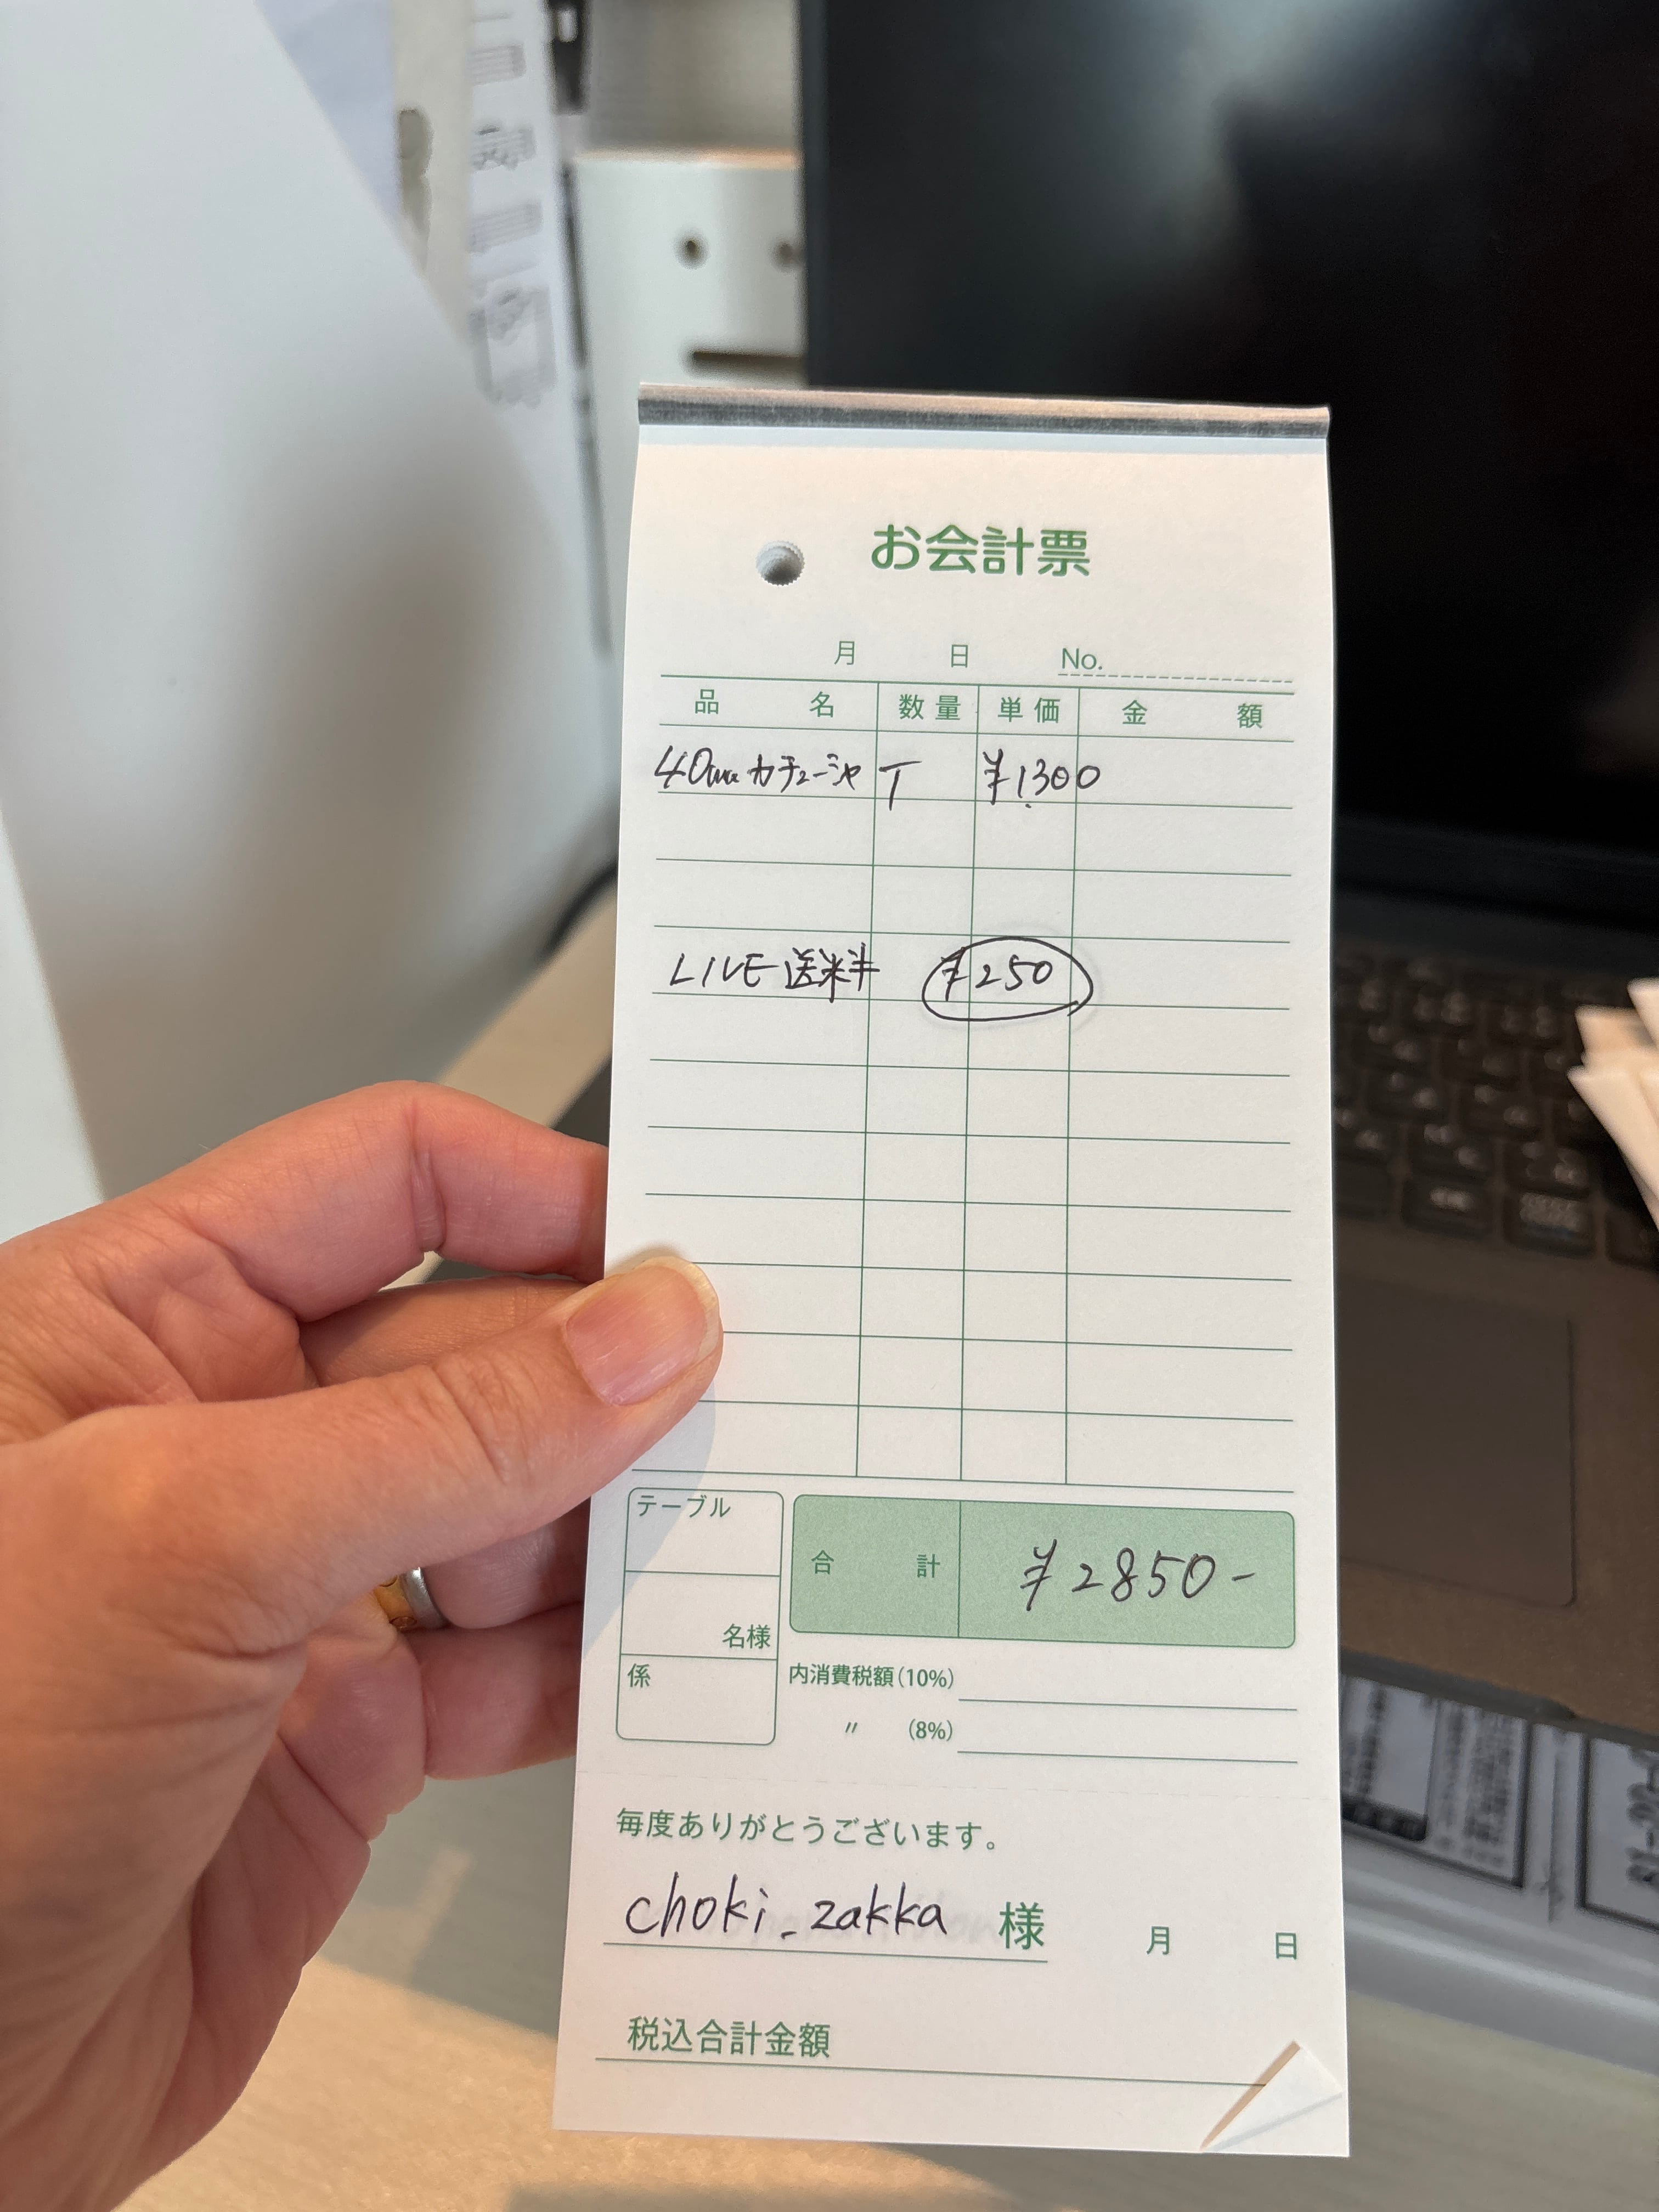 お会計票
月 日 No.
品名 数量 単価 金額
40mmカチューシャ T ¥1,300
LIVE送料 ¥250
テーブル
合計 ¥2850-
名様
係
内消費税額(10%)
〃 (8%)
毎度ありがとうございます。
choki_zakka 様 月 日
税込合計金額